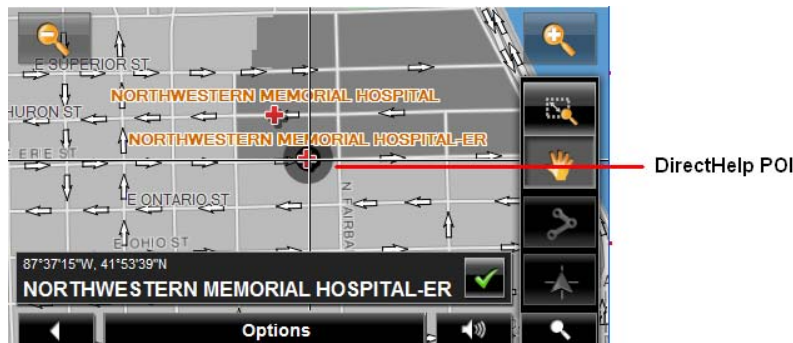 E SUPERIOR ST
NORTHWESTERN MEMORIAL HOSPITAL
HURON ST
NORTHWESTERN MEMORIAL HOSPITAL-ER
E ERIE ST
DirectHelp POI
E ONTARIO ST
N FAIRBA
E OHIO ST
87°37'15"W, 41°53'39"N
NORTHWESTERN MEMORIAL HOSPITAL-ER
Options